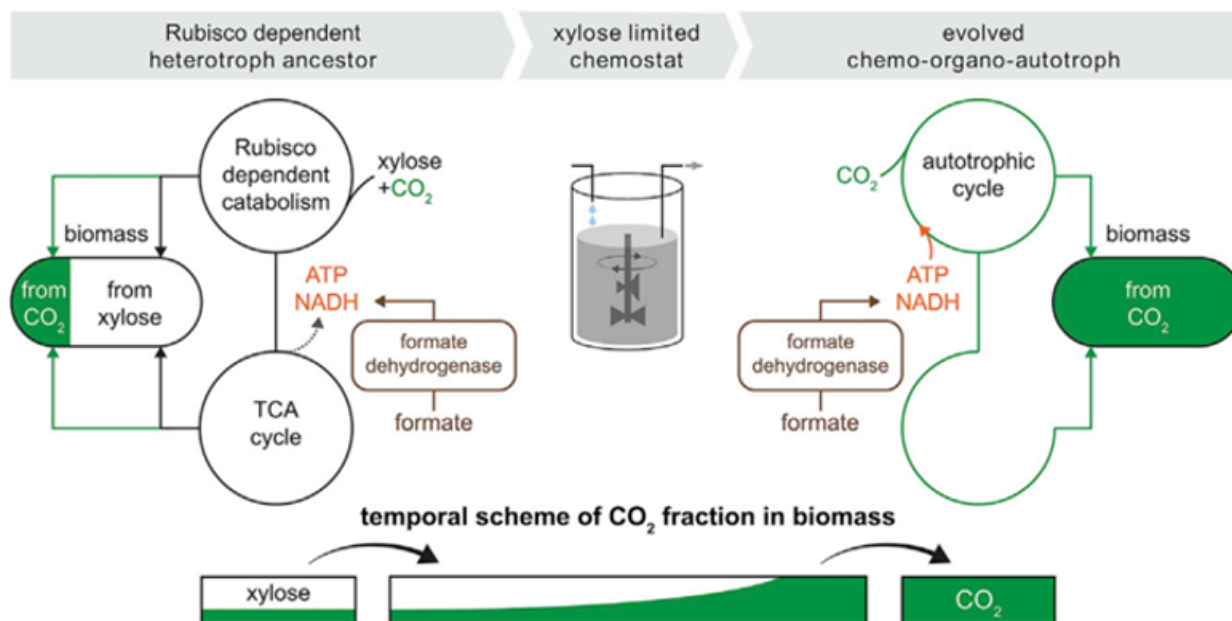 Rubisco dependent
heterotroph ancestor
xylose limited
chemostat
evolved
chemo-organo-autotroph
Rubisco
dependent
catabolism
xylose
+CO₂
biomass
from
CO₂
from
xylose
ATP
NADH
formate
dehydrogenase
formate
TCA
cycle
CO₂
autotrophic
cycle
biomass
ATP
NADH
from
CO₂
formate
dehydrogenase
formate
temporal scheme of CO₂ fraction in biomass
xylose
CO₂